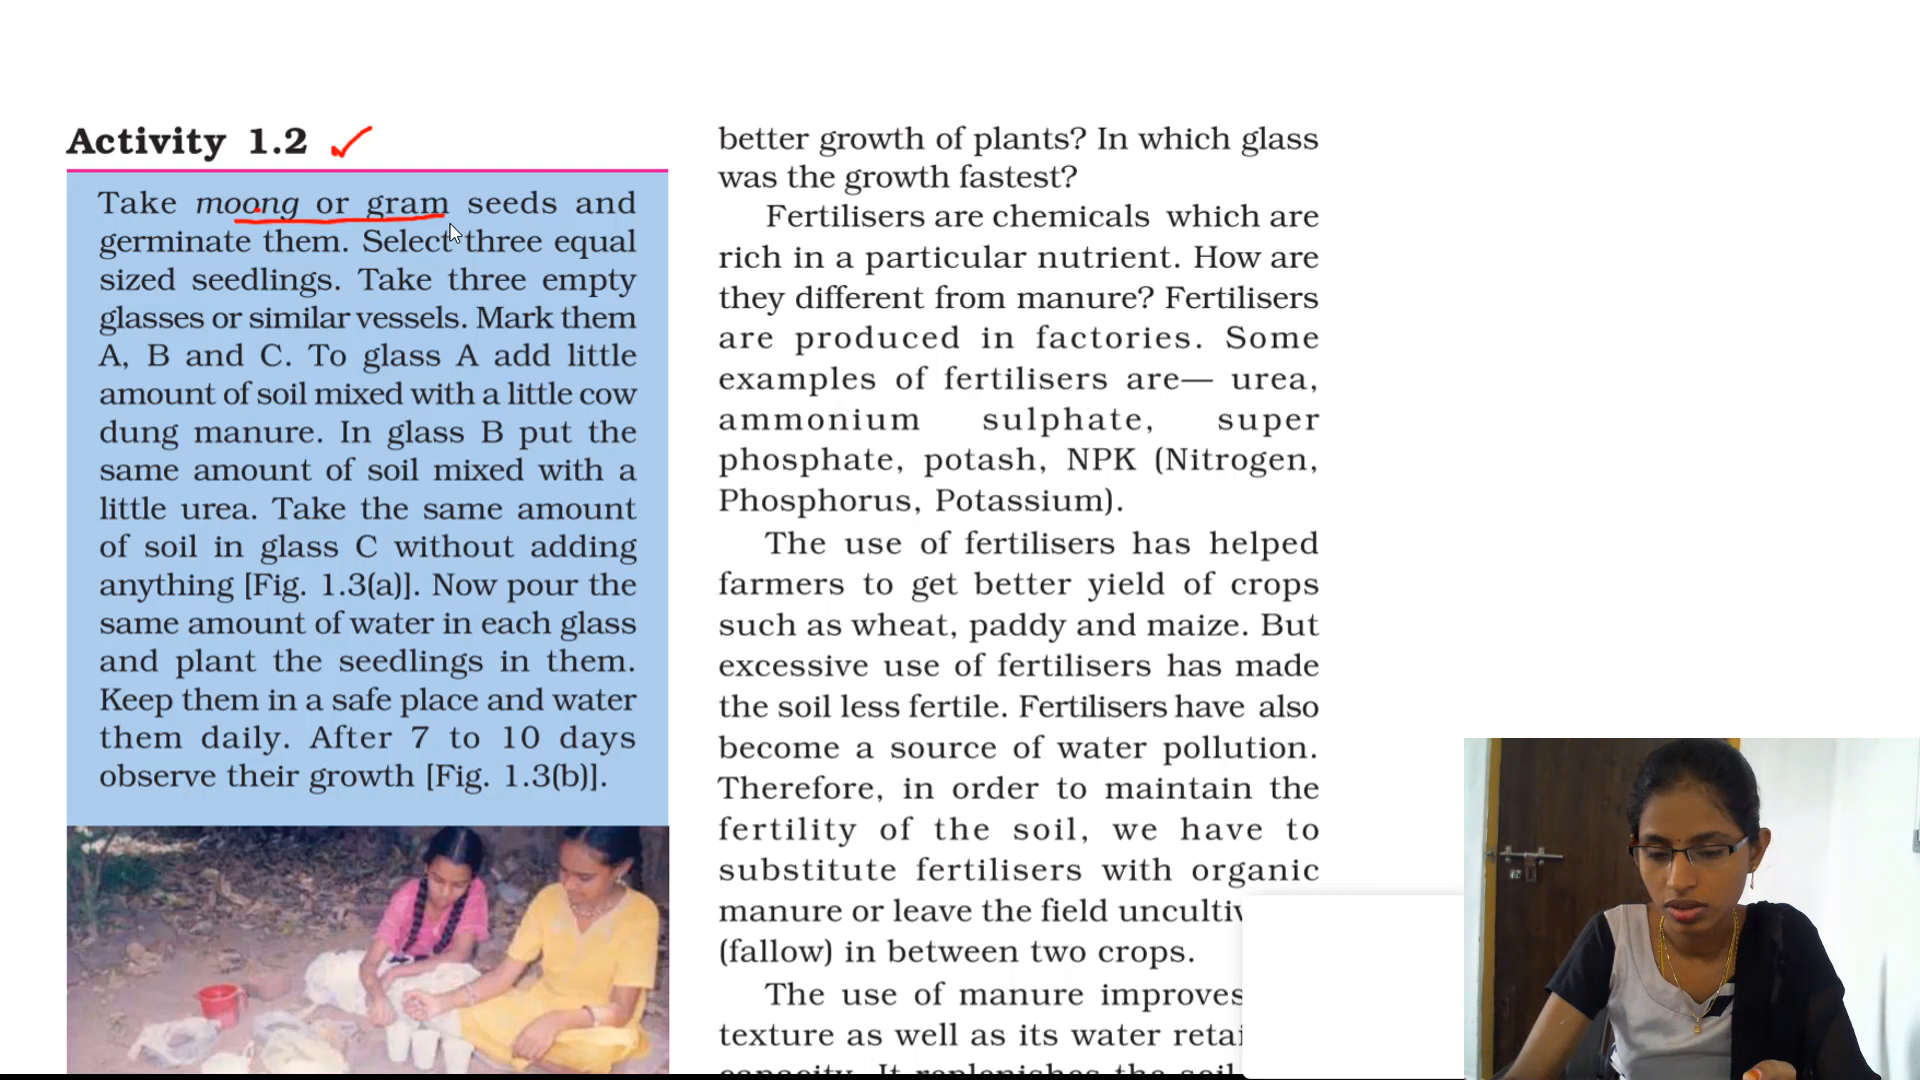 Activity 1.2
Take moong or gram seeds and
germinate them. Select three equal
sized seedlings. Take three empty
glasses or similar vessels. Mark them
A, B and C. To glass A add little
amount of soil mixed with a little cow
dung manure. In glass B put the
same amount of soil mixed with a
little urea. Take the same amount
of soil in glass C without adding
anything [Fig. 1.3(a)]. Now pour the
same amount of water in each glass
and plant the seedlings in them.
Keep them in a safe place and water
them daily. After 7 to 10 days
observe their growth [Fig. 1.3(b)].
better growth of plants? In which glass
was the growth fastest?
Fertilisers are chemicals which are
rich in a particular nutrient. How are
they different from manure? Fertilisers
are produced in factories. Some
examples of fertilisers are— urea,
ammonium sulphate, super
phosphate, potash, NPK (Nitrogen,
Phosphorus, Potassium).
The use of fertilisers has helped
farmers to get better yield of crops
such as wheat, paddy and maize. But
excessive use of fertilisers has made
the soil less fertile. Fertilisers have also
become a source of water pollution.
Therefore, in order to maintain the
fertility of the soil, we have to
substitute fertilisers with organic
manure or leave the field
(fallow) in between two crops.
The use of manure improves
texture as well as its water
capacity. It replenishes the soil